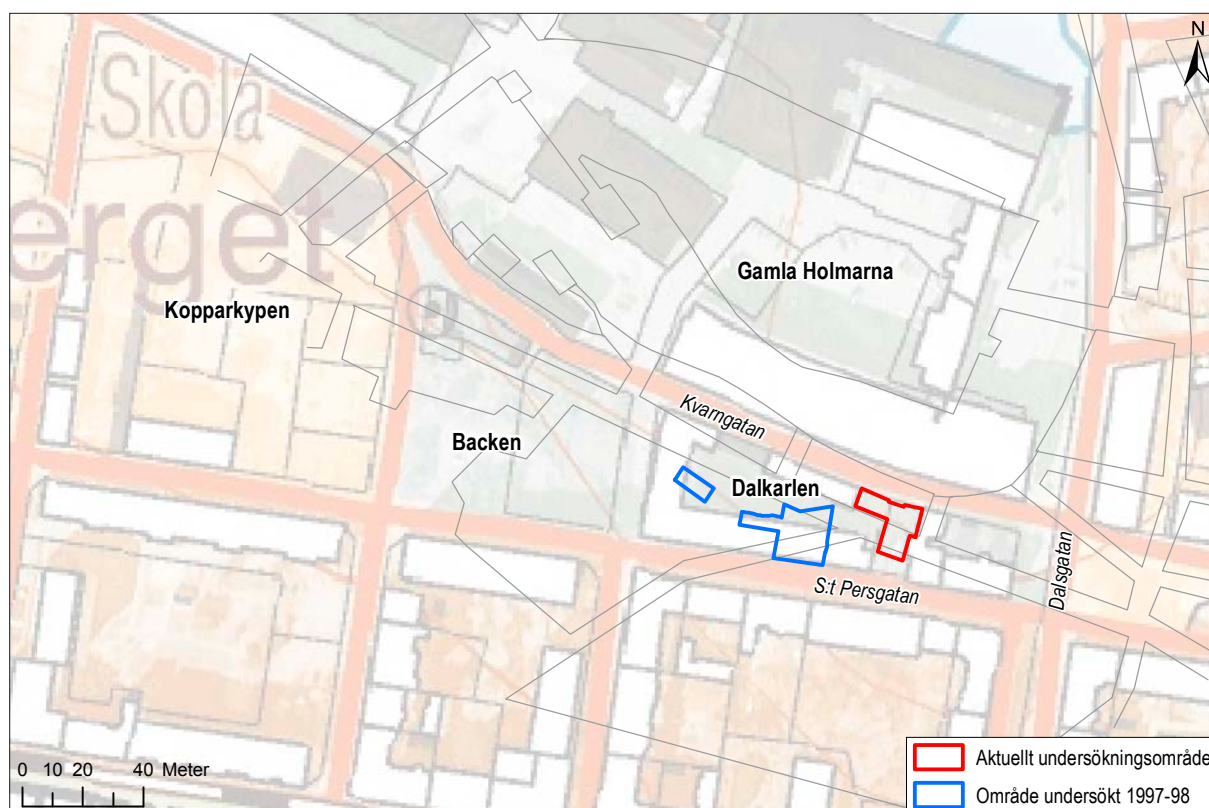 N
Skola
erget
Gamla Holmarna
Kopparkypen
Kvarngatan
Backen
Dalkarlen
Dalsgatan
S:t Persgatan
0 10 20 40 Meter
Aktuellt undersökningsområde
Område undersökt 1997-98